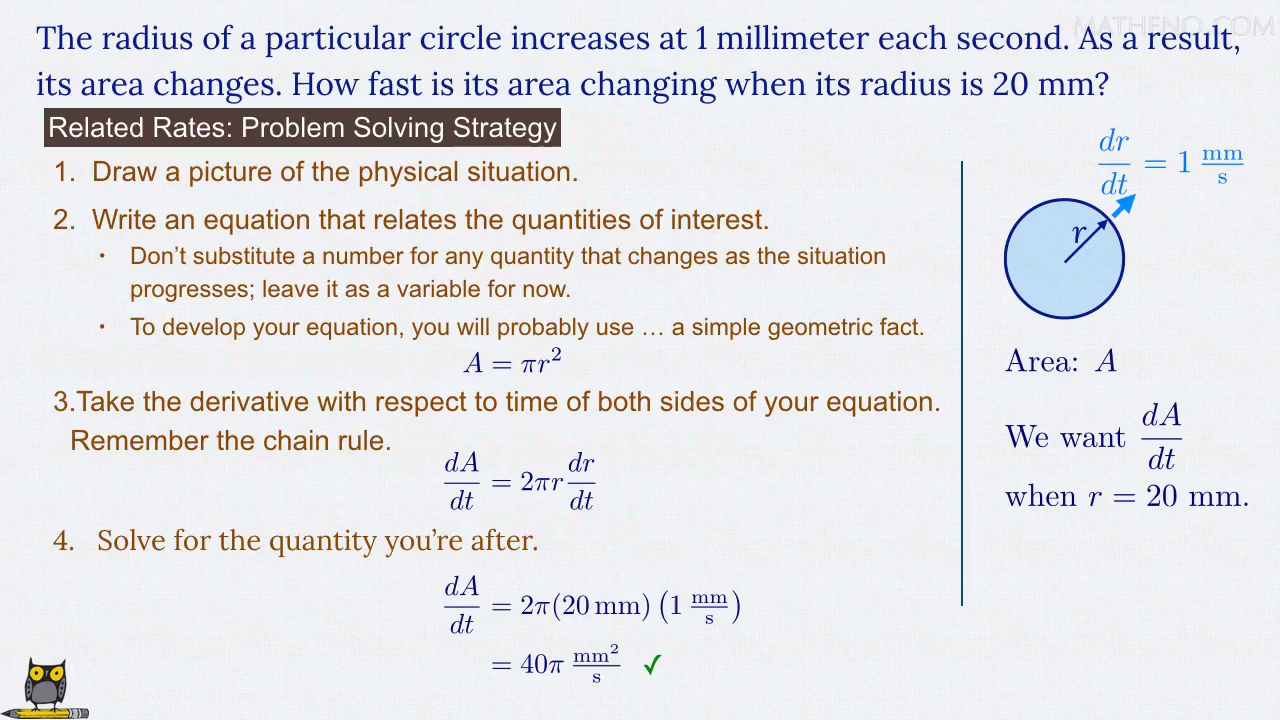 MATHENO.COM
The radius of a particular circle increases at 1 millimeter each second. As a result,
its area changes. How fast is its area changing when its radius is 20 mm?
Related Rates: Problem Solving Strategy
1. Draw a picture of the physical situation.
2. Write an equation that relates the quantities of interest.
• Don’t substitute a number for any quantity that changes as the situation
progresses; leave it as a variable for now.
• To develop your equation, you will probably use … a simple geometric fact.
A = πr²
3.Take the derivative with respect to time of both sides of your equation.
Remember the chain rule.
dA/dt = 2πr dr/dt
4. Solve for the quantity you’re after.
dA/dt = 2π(20 mm) (1 mm/s)
= 40π mm²/s ✓
dr/dt = 1 mm/s
r
Area: A
We want dA/dt
when r = 20 mm.